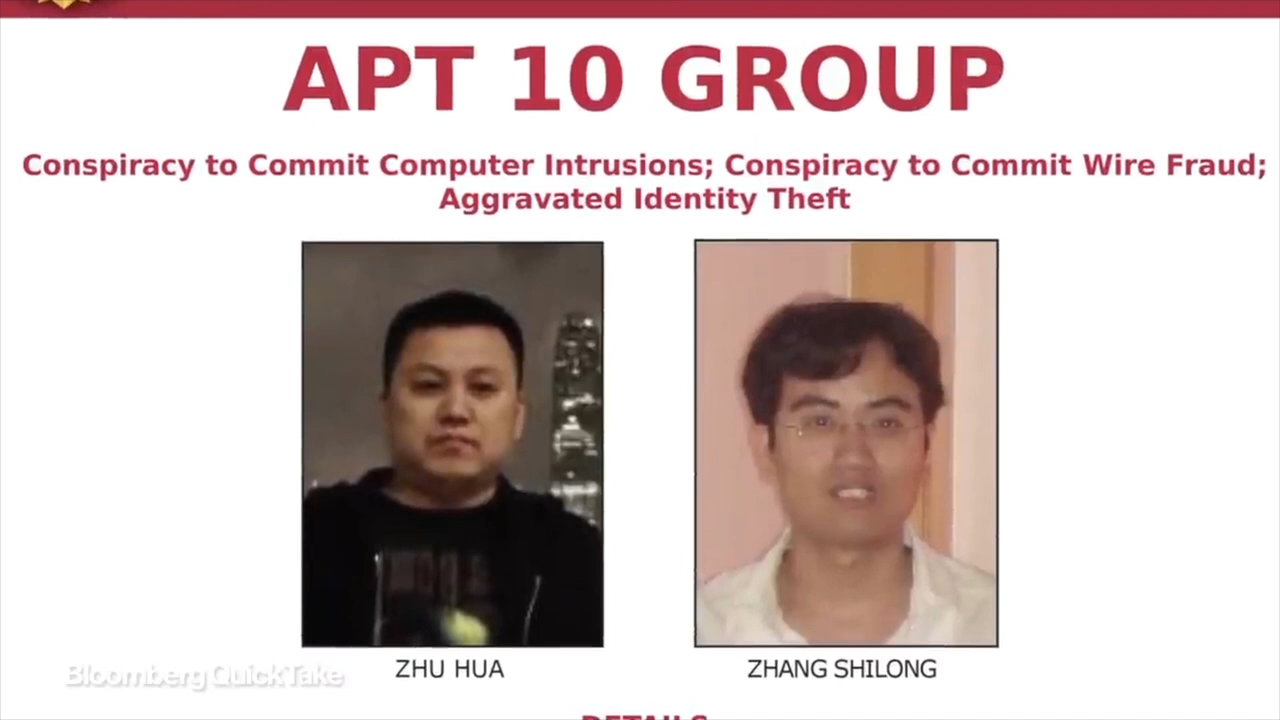 APT 10 GROUP
Conspiracy to Commit Computer Intrusions; Conspiracy to Commit Wire Fraud;
Aggravated Identity Theft
ZHU HUA
ZHANG SHILONG
Bloomberg QuickTake
DETAILS